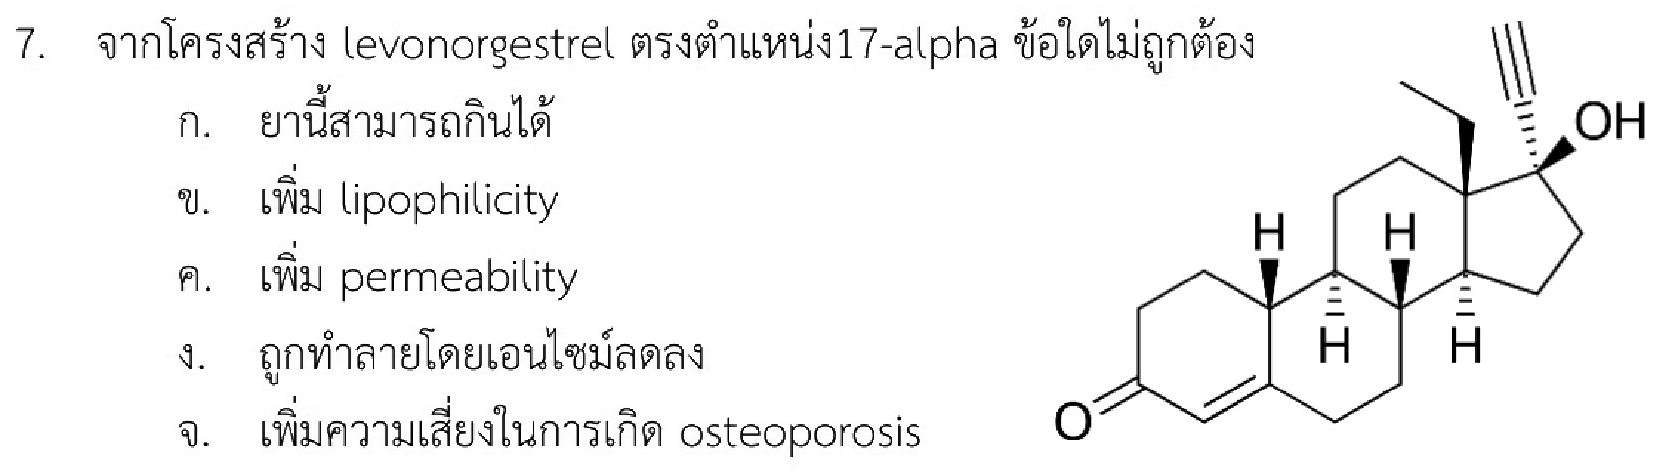 7. จากโครงสร้าง levonorgestrel ตรงตำแหน่ง17-alpha ข้อใดไม่ถูกต้อง
ก. ยานี้สามารถกินได้
ข. เพิ่ม lipophilicity
ค. เพิ่ม permeability
ง. ถูกทำลายโดยเอนไซม์ลดลง
จ. เพิ่มความเสี่ยงในการเกิด osteoporosis
OH
H H
H H
O